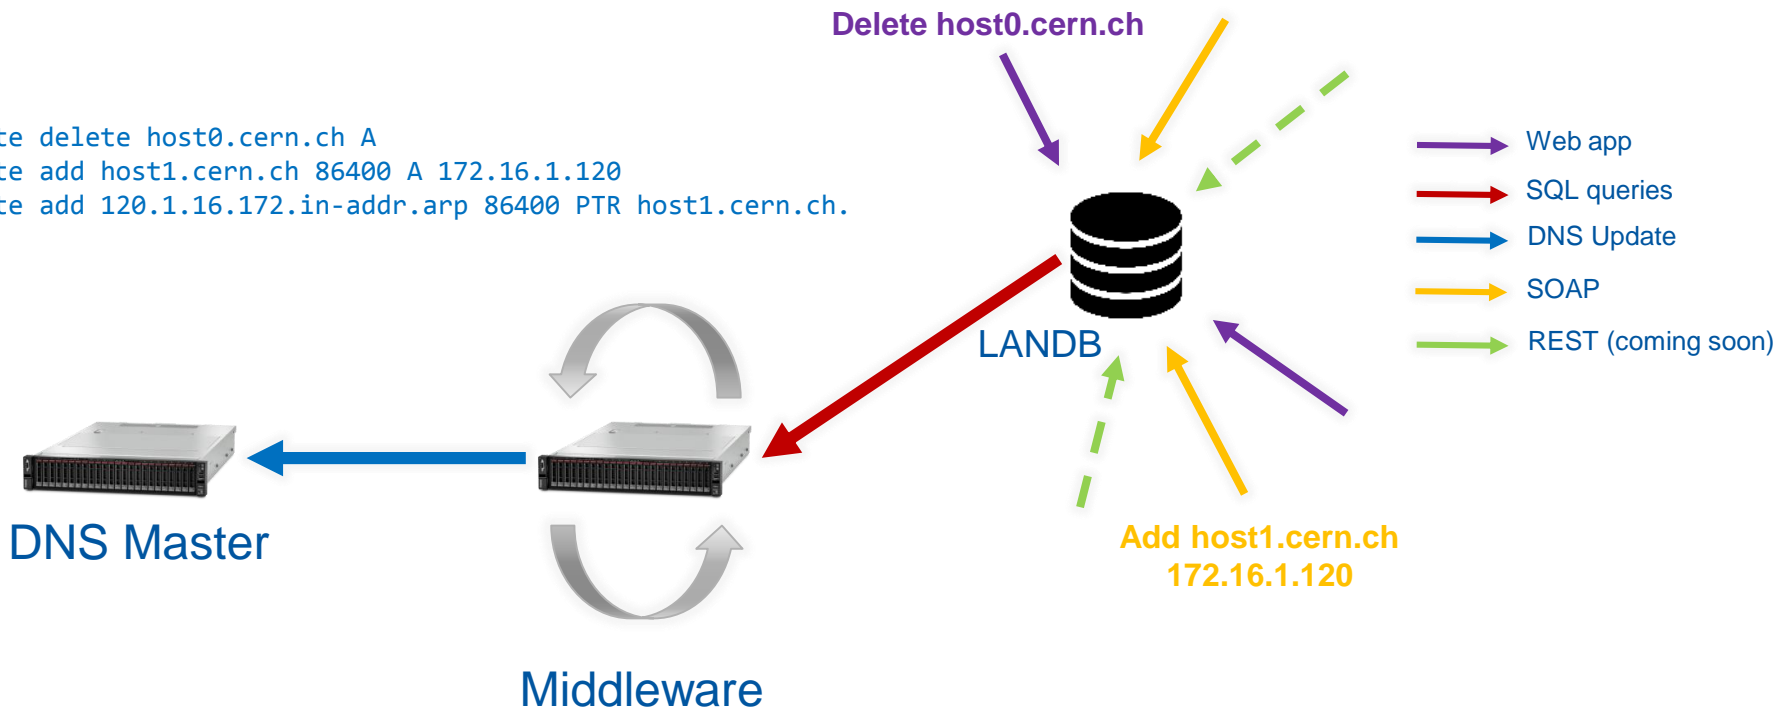 Delete host0.cern.ch
te delete host0.cern.ch A
te add host1.cern.ch 86400 A 172.16.1.120
te add 120.1.16.172.in-addr.arp 86400 PTR host1.cern.ch.
Web app
SQL queries
DNS Update
SOAP
REST (coming soon)
LANDB
DNS Master
Add host1.cern.ch
172.16.1.120
Middleware